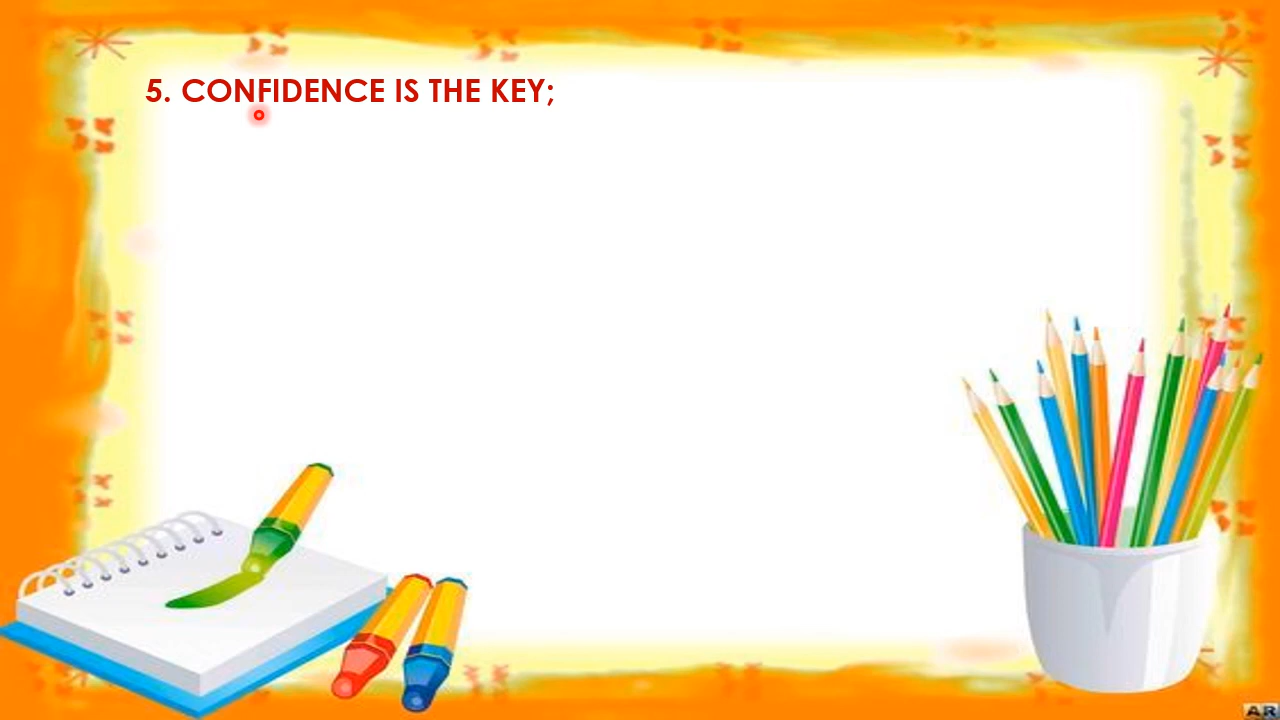 5. CONFIDENCE IS THE KEY;
AR